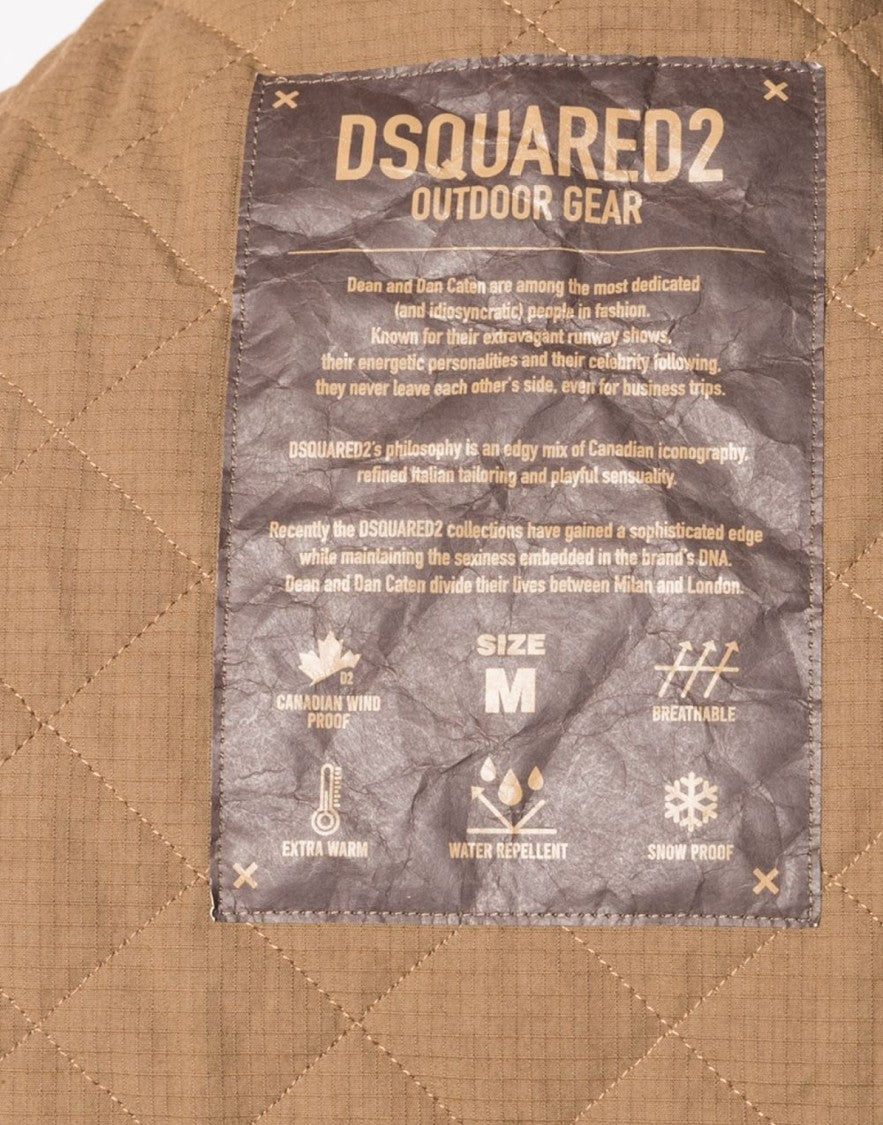 DSQUARED2
OUTDOOR GEAR
Dean and Dan Caten are among the most dedicated
(and idiosyncratic) people in fashion.
Known for their extravagant runway shows,
their energetic personalities and their celebrity following,
they never leave each other's side, even for business trips.
DSQUARED2's philosophy is an edgy mix of Canadian iconography,
refined Italian tailoring and playful sensuality.
Recently the DSQUARED2 collections have gained a sophisticated edge
while maintaining the sexiness embedded in the brand's DNA.
Dean and Dan Caten divide their lives between Milan and London.
D2
CANADIAN WIND
PROOF
SIZE
M
BREATHABLE
EXTRA WARM
WATER REPELLENT
SNOW PROOF